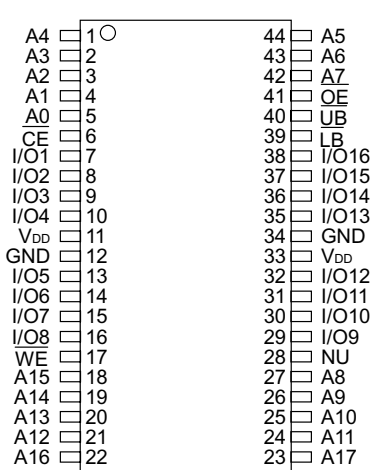 A4 1 44 A5
A3 2 43 A6
A2 3 42 A7
A1 4 41 OE
A0 5 40 UB
CE 6 39 LB
I/O1 7 38 I/O16
I/O2 8 37 I/O15
I/O3 9 36 I/O14
I/O4 10 35 I/O13
VDD 11 34 GND
GND 12 33 VDD
I/O5 13 32 I/O12
I/O6 14 31 I/O11
I/O7 15 30 I/O10
I/O8 16 29 I/O9
WE 17 28 NU
A15 18 27 A8
A14 19 26 A9
A13 20 25 A10
A12 21 24 A11
A16 22 23 A17